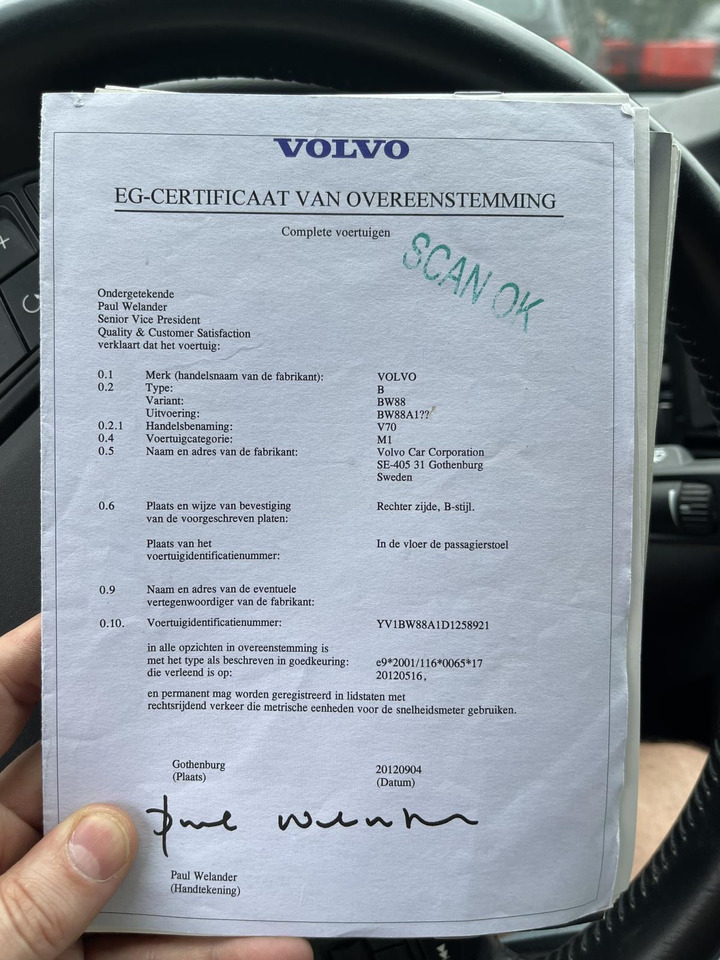 VOLVO
EG-CERTIFICAAT VAN OVEREENSTEMMING
Complete voertuigen
SCAN OK
Ondergetekende
Paul Welander
Senior Vice President
Quality & Customer Satisfaction
verklaart dat het voertuig:
0.1 Merk (handelsnaam van de fabrikant): VOLVO
0.2 Type: B
Variant: BW88
Uitvoering: BW88A1??
0.2.1 Handelsbenaming: V70
0.4 Voertuigcategorie: M1
0.5 Naam en adres van de fabrikant: Volvo Car Corporation
SE-405 31 Gothenburg
Sweden
0.6 Plaats en wijze van bevestiging Rechter zijde, B-stijl.
van de voorgeschreven platen:
Plaats van het In de vloer de passagierstoel
voertuigidentificatienummer:
0.9 Naam en adres van de eventuele
vertegenwoordiger van de fabrikant:
0.10. Voertuigidentificatienummer: YV1BW88A1D1258921
in alle opzichten in overeenstemming is
met het type als beschreven in goedkeuring: e9*2001/116*0065*17
die verleend is op: 20120516,
en permanent mag worden geregistreerd in lidstaten met
rechtsrijdend verkeer die metrische eenheden voor de snelheidsmeter gebruiken.
Gothenburg 20120904
(Plaats) (Datum)
Paul Welander
Paul Welander
(Handtekening)